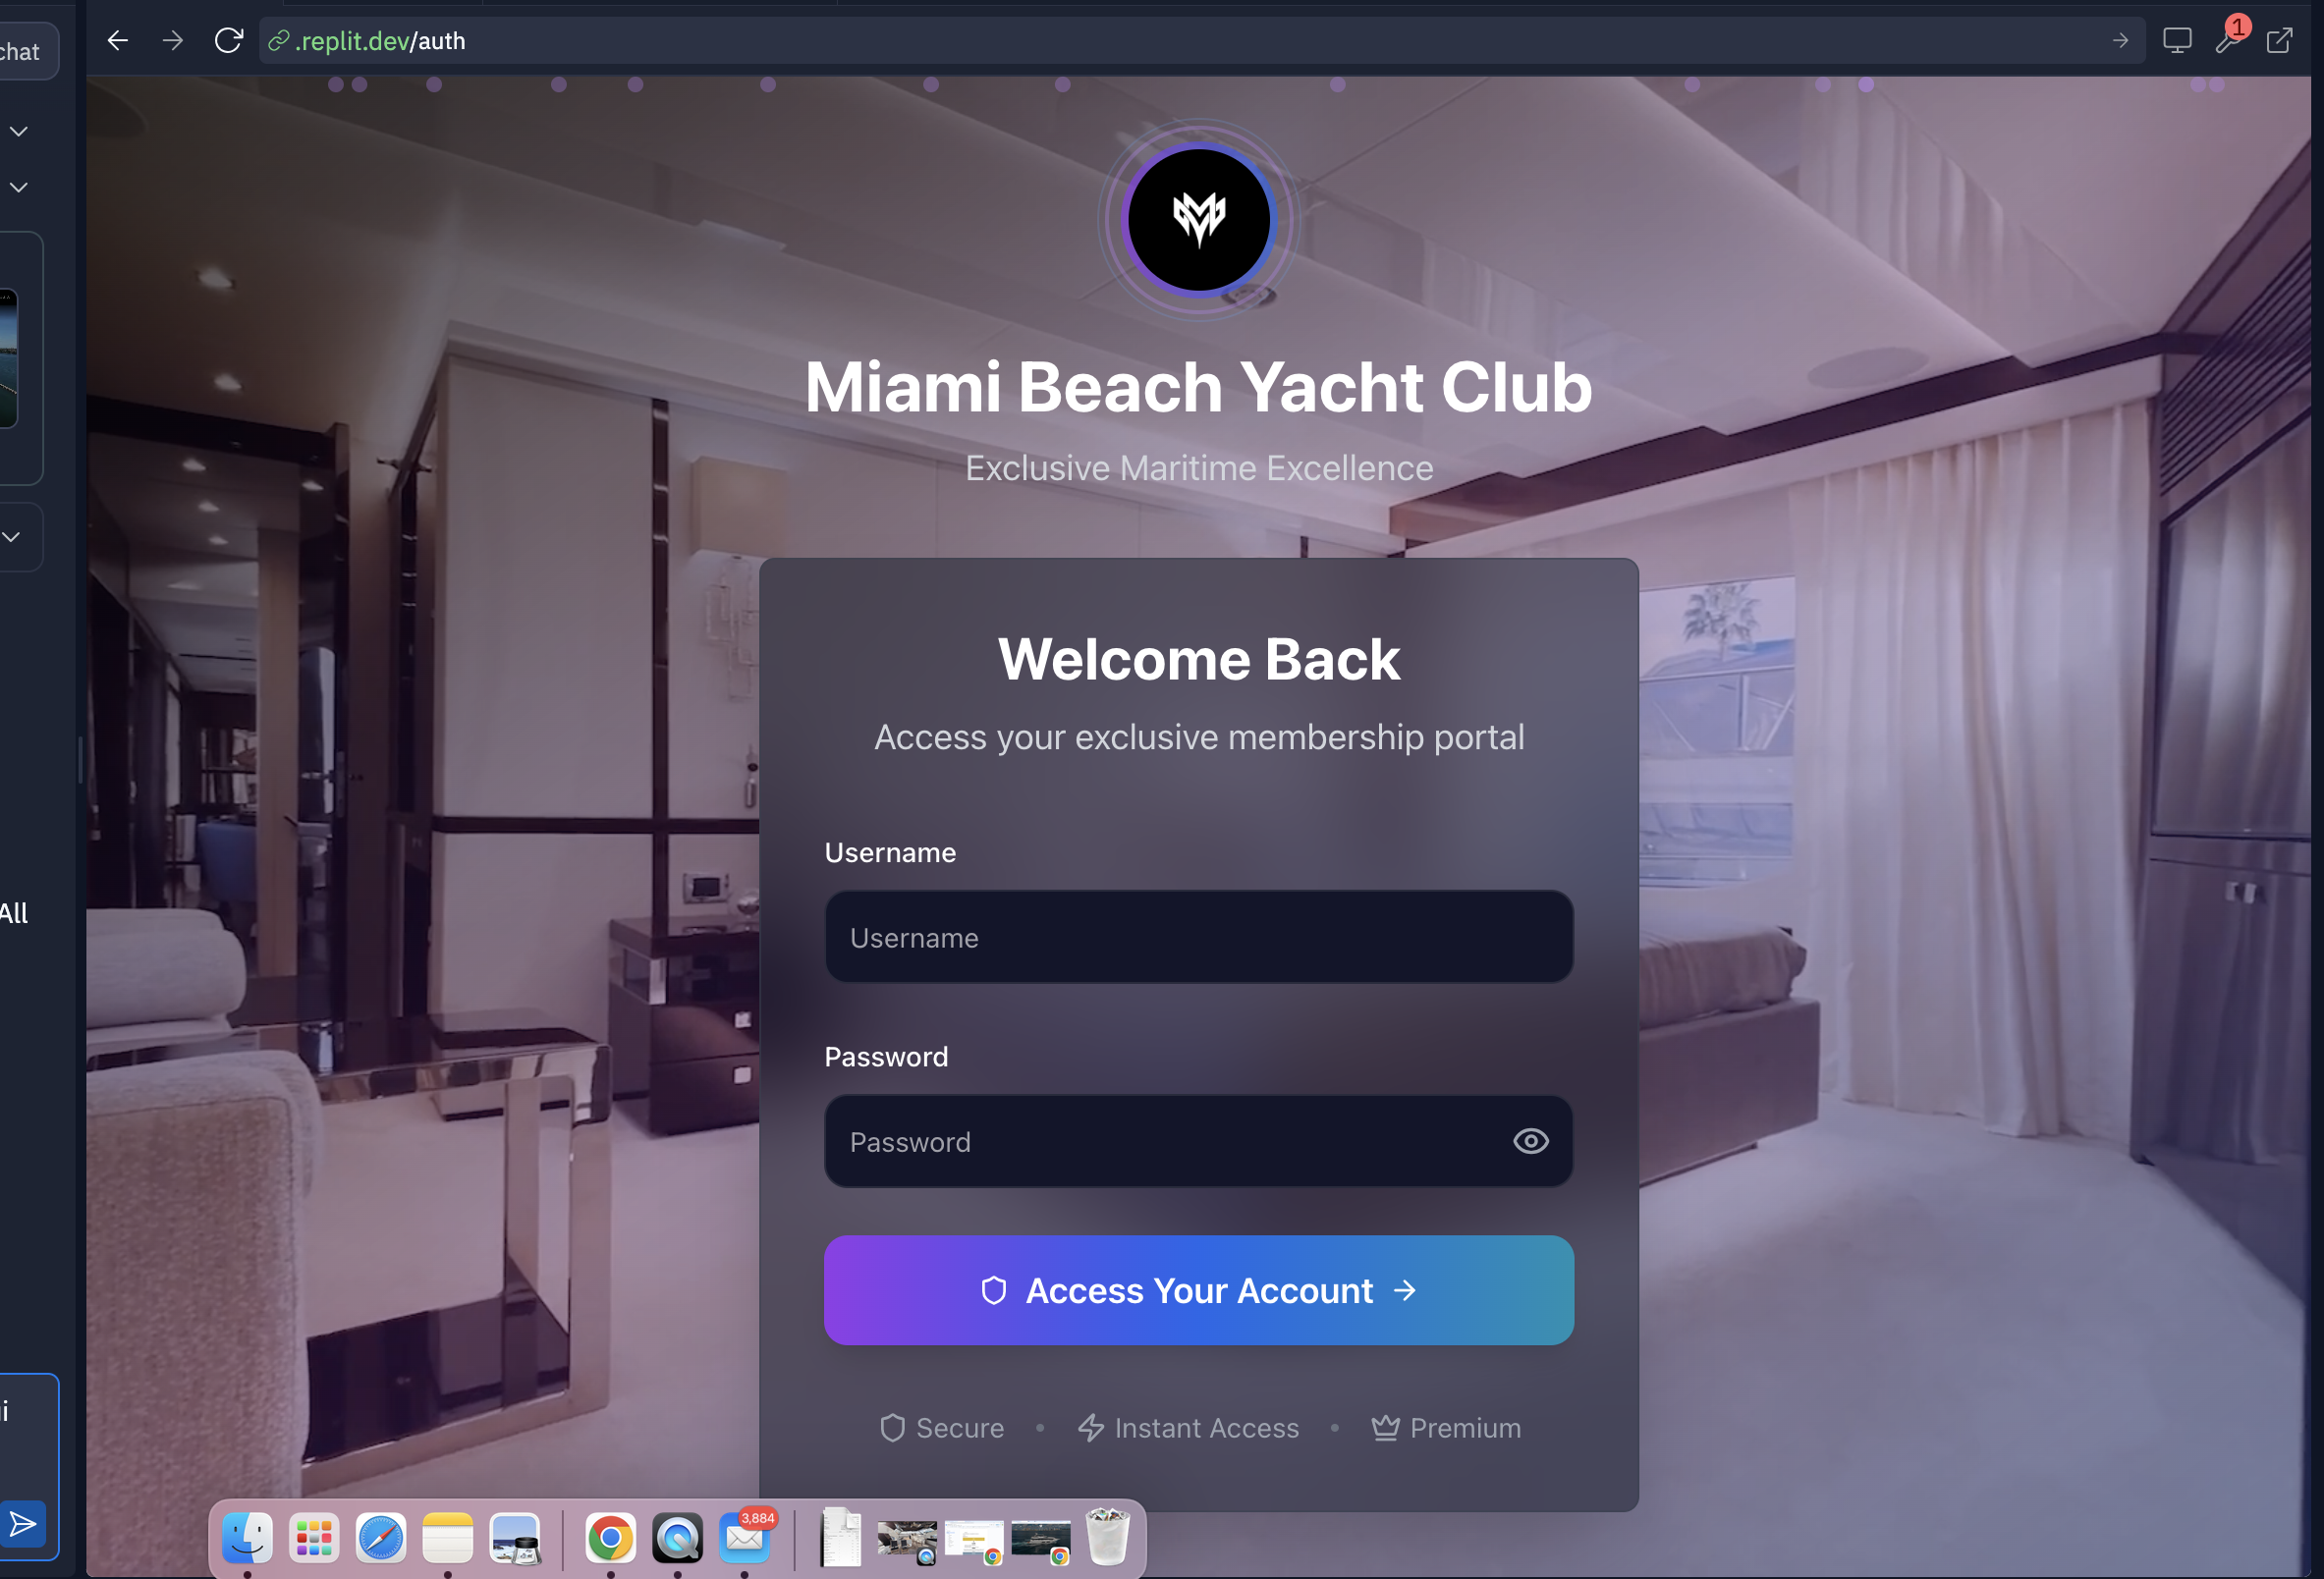 chat
.replit.dev/auth
1
Miami Beach Yacht Club
Exclusive Maritime Excellence
Welcome Back
Access your exclusive membership portal
Username
Username
All
Password
Password
Access Your Account
Secure • Instant Access • Premium
3,884